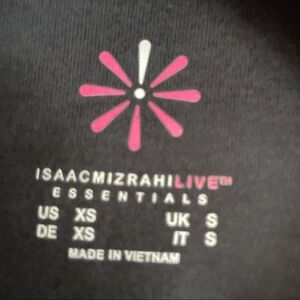 ISAACMIZRAHILIVE™
ESSENTIALS
US XS UK S
DE XS IT S
MADE IN VIETNAM